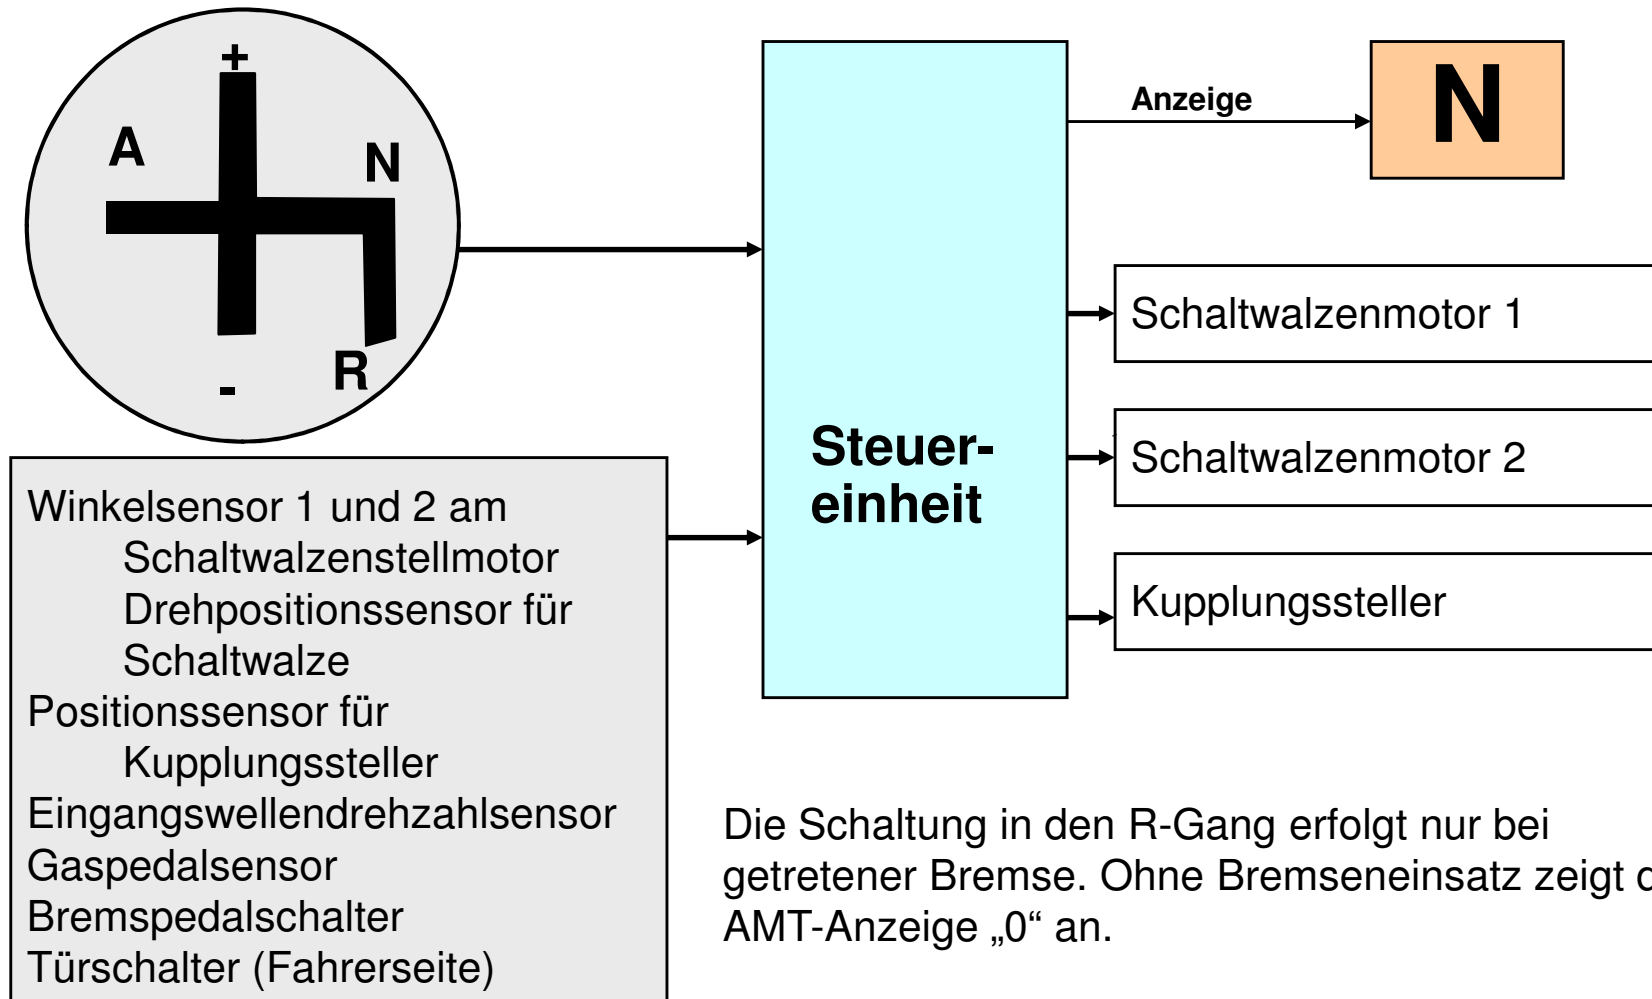 +
A
N
R
-
Winkelsensor 1 und 2 am
Schaltwalzenstellmotor
Drehpositionssensor für
Schaltwalze
Positionssensor für
Kupplungssteller
Eingangswellendrehzahlsensor
Gaspedalsensor
Bremspedalschalter
Türschalter (Fahrerseite)
Steuer-
einheit
Anzeige
N
Schaltwalzenmotor 1
Schaltwalzenmotor 2
Kupplungssteller
Die Schaltung in den R-Gang erfolgt nur bei
getretener Bremse. Ohne Bremseneinsatz zeigt
AMT-Anzeige „0“ an.